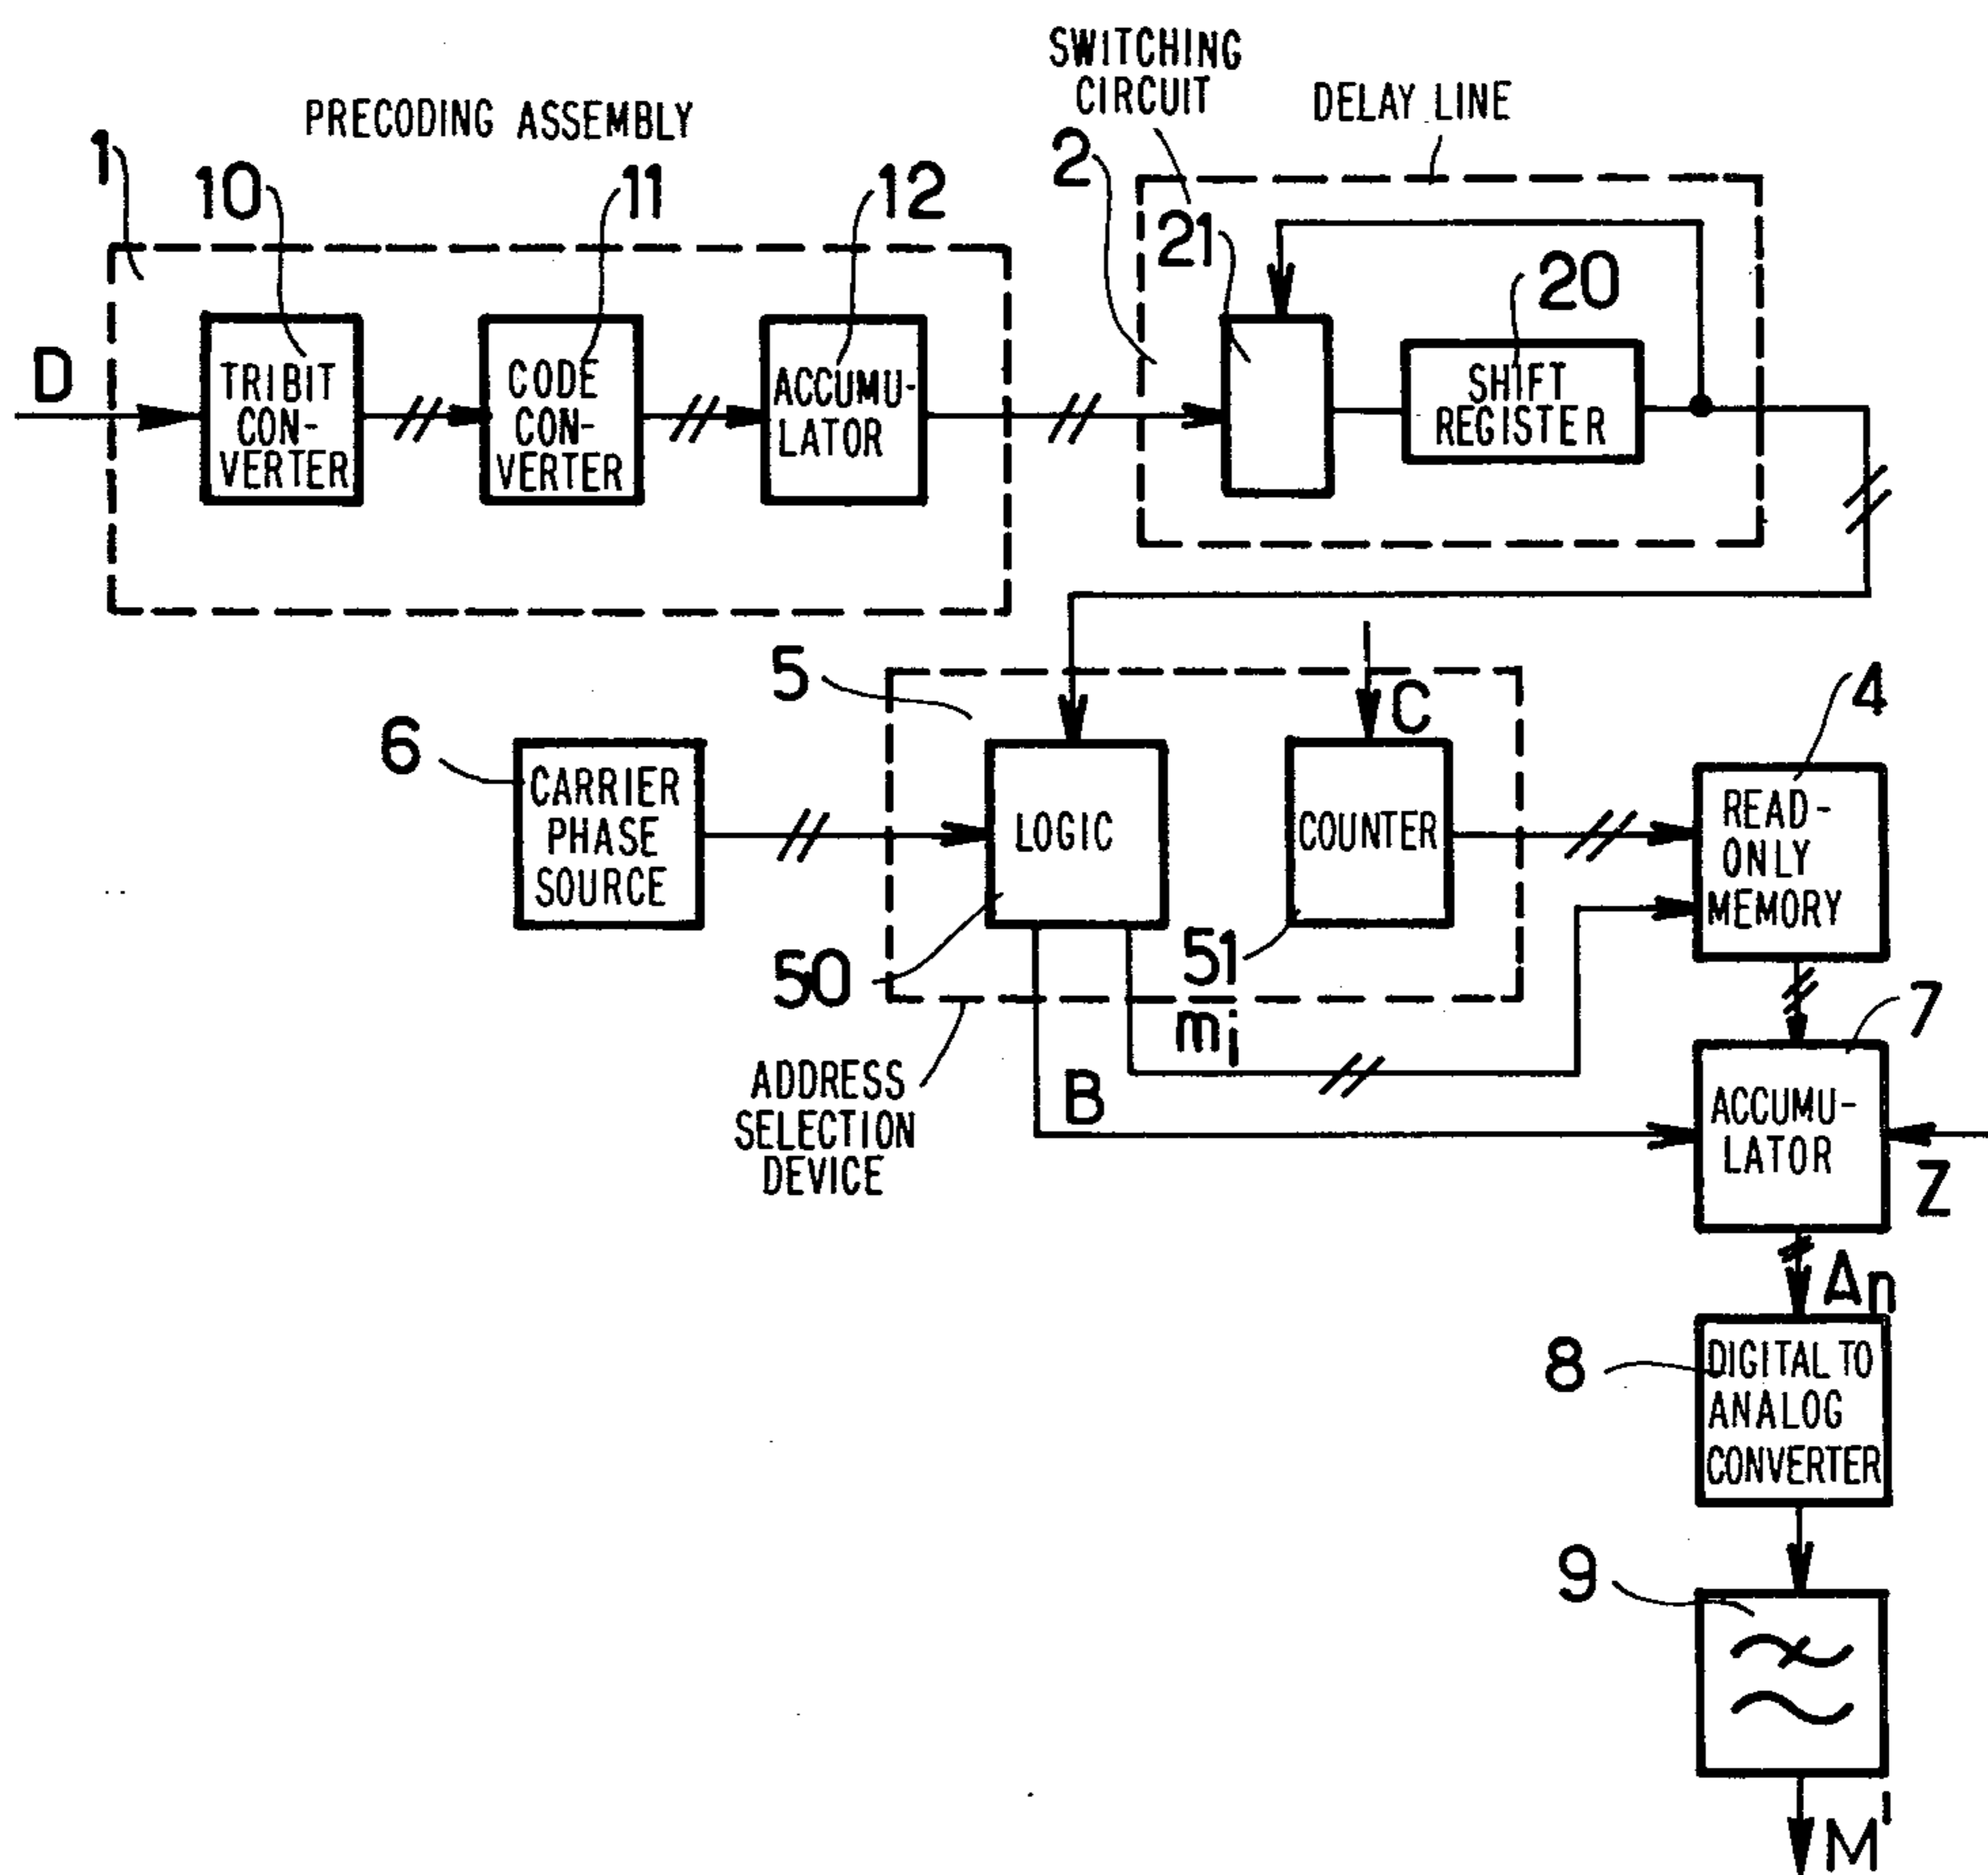 SWITCHING
CIRCUIT
DELAY LINE
PRECODING ASSEMBLY
1
10
11
12
2
21
20
D
TRIBIT
CON-
VERTER
CODE
CON-
VERTER
ACCUMU-
LATOR
SHIFT
REGISTER
5
C
4
6
CARRIER
PHASE
SOURCE
LOGIC
COUNTER
READ-
ONLY
MEMORY
50
51
mi
7
ADDRESS
SELECTION
DEVICE
B
ACCUMU-
LATOR
Z
An
8
DIGITAL TO
ANALOG
CONVERTER
9
M'